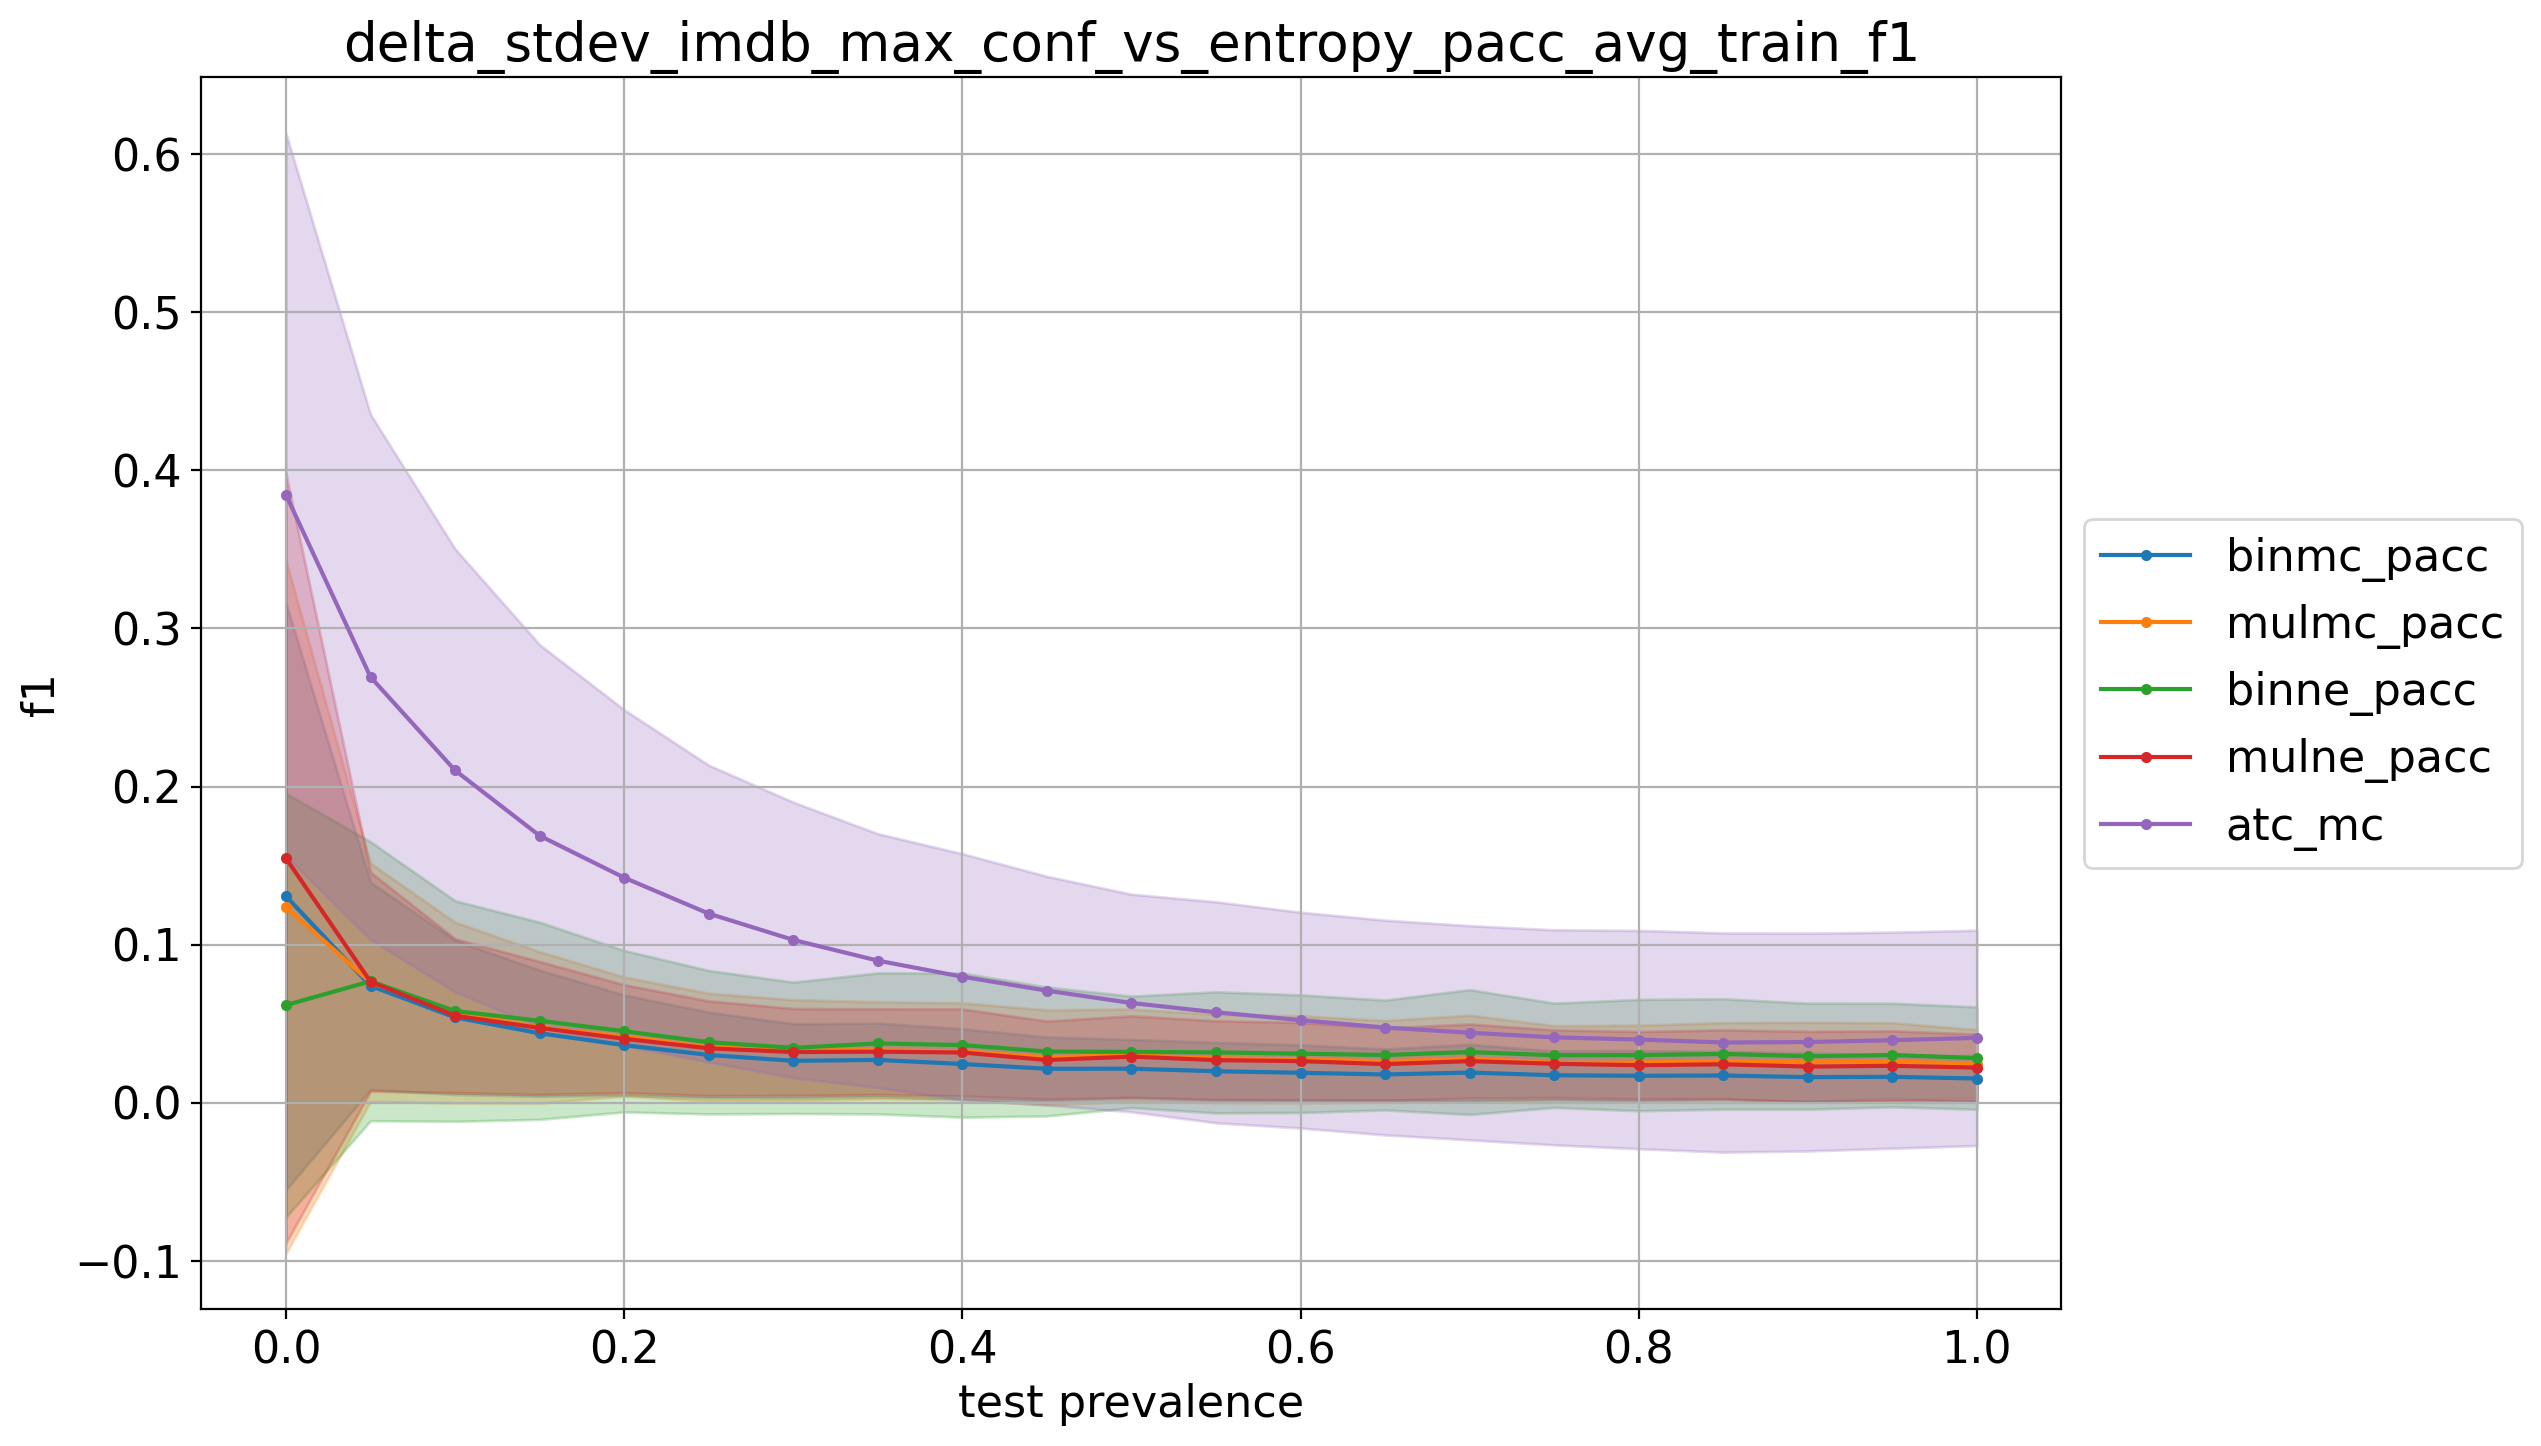 delta_stdev_imdb_max_conf_vs_entropy_pacc_avg_train_f1
0.6
0.5
0.4
0.3
0.2
0.1
0.0
−0.1
f1
0.0 0.2 0.4 0.6 0.8 1.0
test prevalence
binmc_pacc
mulmc_pacc
binne_pacc
mulne_pacc
atc_mc